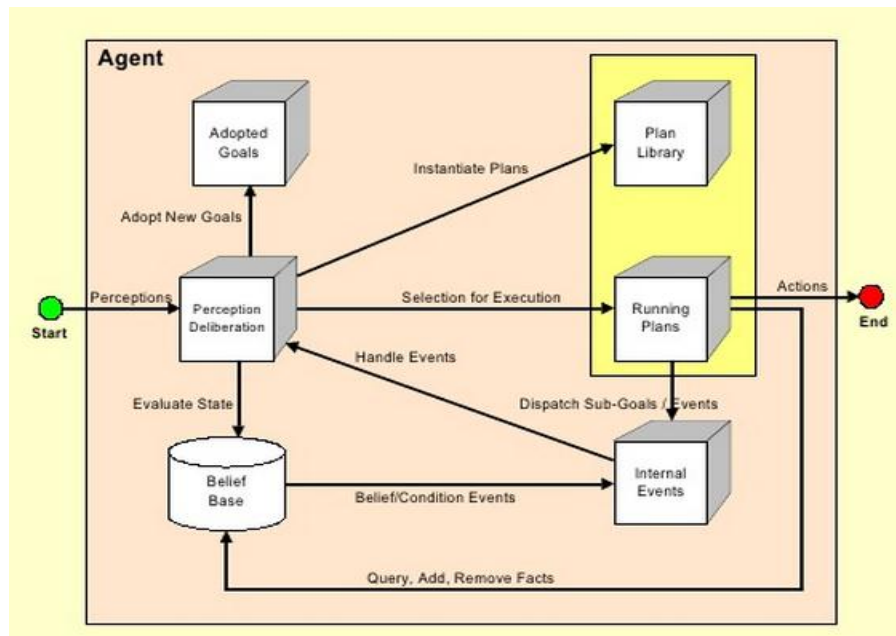 Agent
Adopted
Goals
Plan
Library
Instantiate Plans
Adopt New Goals
Perceptions
Perception
Deliberation
Selection for Execution
Running
Plans
Actions
Start
End
Handle Events
Evaluate State
Dispatch Sub-Goals / Events
Belief
Base
Belief/Condition Events
Internal
Events
Query, Add, Remove Facts